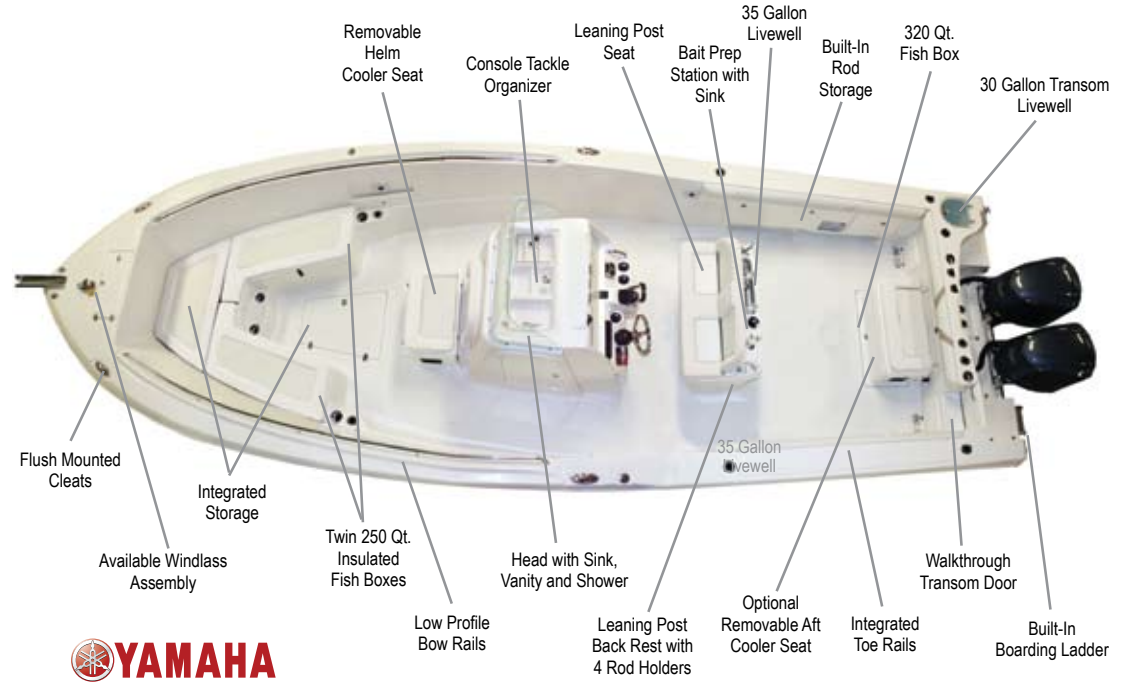 Removable
Helm
Cooler Seat
Console Tackle
Organizer
Leaning Post
Seat
Bait Prep
Station with
Sink
35 Gallon
Livewell
Built-In
Rod
Storage
320 Qt.
Fish Box
30 Gallon Transom
Livewell
35 Gallon
Livewell
Flush Mounted
Cleats
Available Windlass
Assembly
Integrated
Storage
Twin 250 Qt.
Insulated
Fish Boxes
Low Profile
Bow Rails
Head with Sink,
Vanity and Shower
Leaning Post
Back Rest with
4 Rod Holders
Optional
Removable Aft
Cooler Seat
Integrated
Toe Rails
Walkthrough
Transom Door
Built-In
Boarding Ladder
YAMAHA